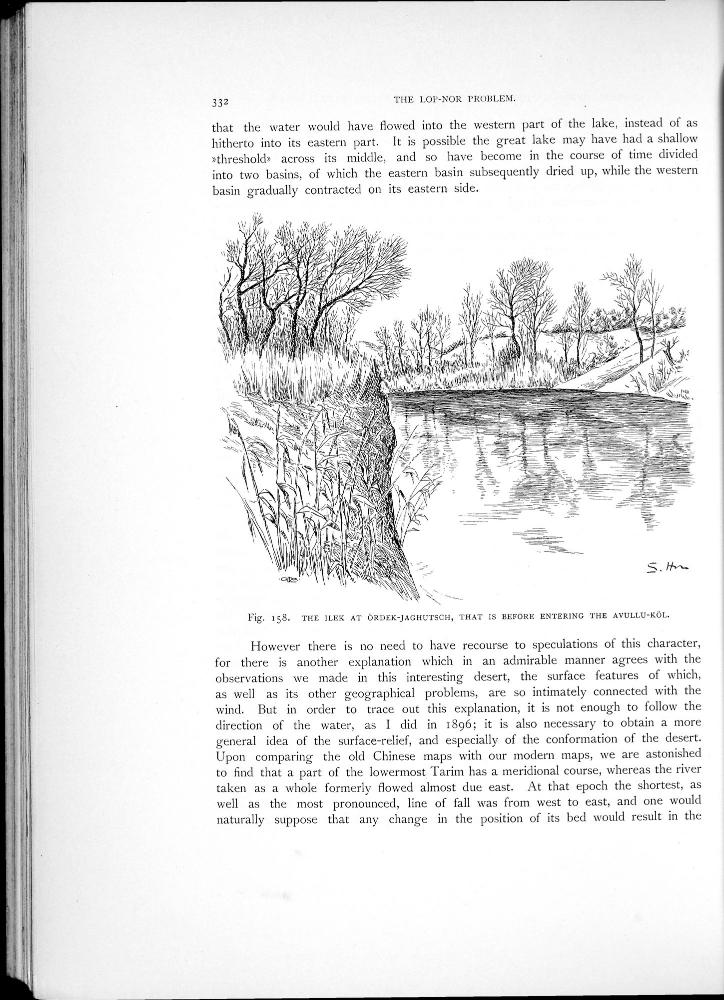 332
THE LOP-NOR PROBLEM.
that the water would have flowed into the western part of the lake, instead of as
hitherto into its eastern part. It is possible the great lake may have had a shallow
»threshold» across its middle, and so have become in the course of time divided
into two basins, of which the eastern basin subsequently dried up, while the western
basin gradually contracted on its eastern side.
S. Hn
Fig. 158. THE ILEK AT ÖRDEK-JAGHUTSCH, THAT IS BEFORE ENTERING THE AVULLU-KÖL.
However there is no need to have recourse to speculations of this character,
for there is another explanation which in an admirable manner agrees with the
observations we made in this interesting desert, the surface features of which,
as well as its other geographical problems, are so intimately connected with the
wind. But in order to trace out this explanation, it is not enough to follow the
direction of the water, as I did in 1896; it is also necessary to obtain a more
general idea of the surface-relief, and especially of the conformation of the desert.
Upon comparing the old Chinese maps with our modern maps, we are astonished
to find that a part of the lowermost Tarim has a meridional course, whereas the river
taken as a whole formerly flowed almost due east. At that epoch the shortest, as
well as the most pronounced, line of fall was from west to east, and one would
naturally suppose that any change in the position of its bed would result in the